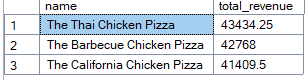 name total_revenue
1 The Thai Chicken Pizza 43434.25
2 The Barbecue Chicken Pizza 42768
3 The California Chicken Pizza 41409.5